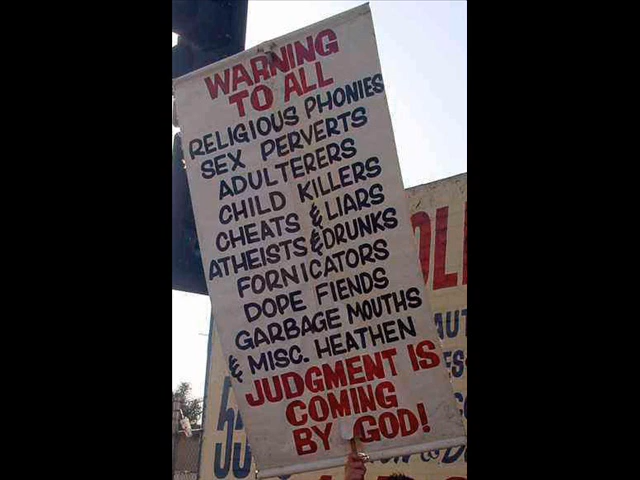 WARNING
TO ALL
RELIGIOUS PHONIES
SEX PERVERTS
ADULTERERS
CHILD KILLERS
CHEATS & LIARS
ATHEISTS & DRUNKS
FORNICATORS
DOPE FIENDS
GARBAGE MOUTHS
& MISC. HEATHEN
JUDGMENT IS
COMING
BY GOD!